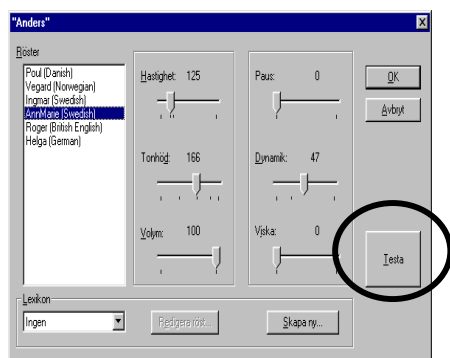 "Anders"
Röster
Poul (Danish)
Vegard (Norwegian)
Ingmar (Swedish)
AnnMarie (Swedish)
Roger (British English)
Helga (German)
Hastighet: 125
Tonhöjd: 166
Volym: 100
Paus: 0
Dynamik: 47
Viska: 0
OK
Avbryt
Testa
Lexikon
Ingen
Redigera röst...
Skapa ny...